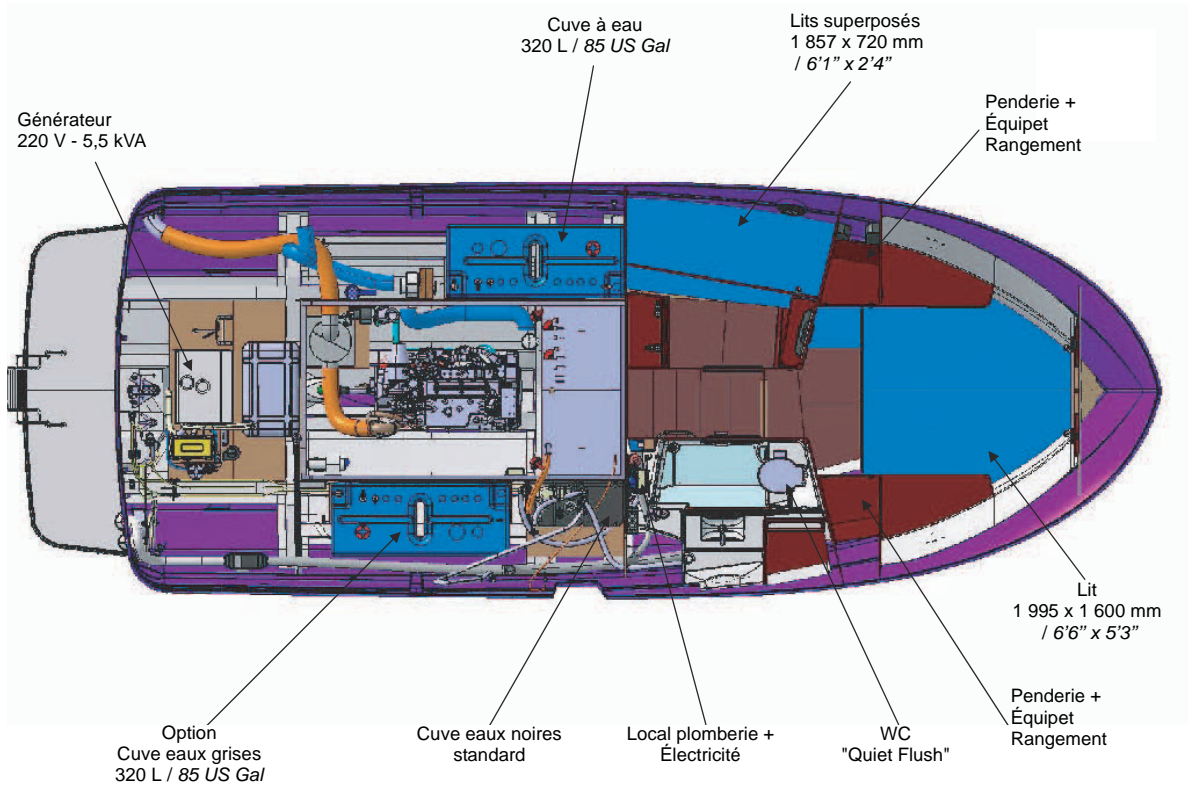 Cuve à eau
320 L / 85 US Gal
Lits superposés
1 857 x 720 mm
/ 6'1" x 2'4"
Penderie +
Équipet
Rangement
Générateur
220 V - 5,5 kVA
Lit
1 995 x 1 600 mm
/ 6'6" x 5'3"
Penderie +
Équipet
Rangement
WC
"Quiet Flush"
Local plomberie +
Électricité
Cuve eaux noires
standard
Option
Cuve eaux grises
320 L / 85 US Gal